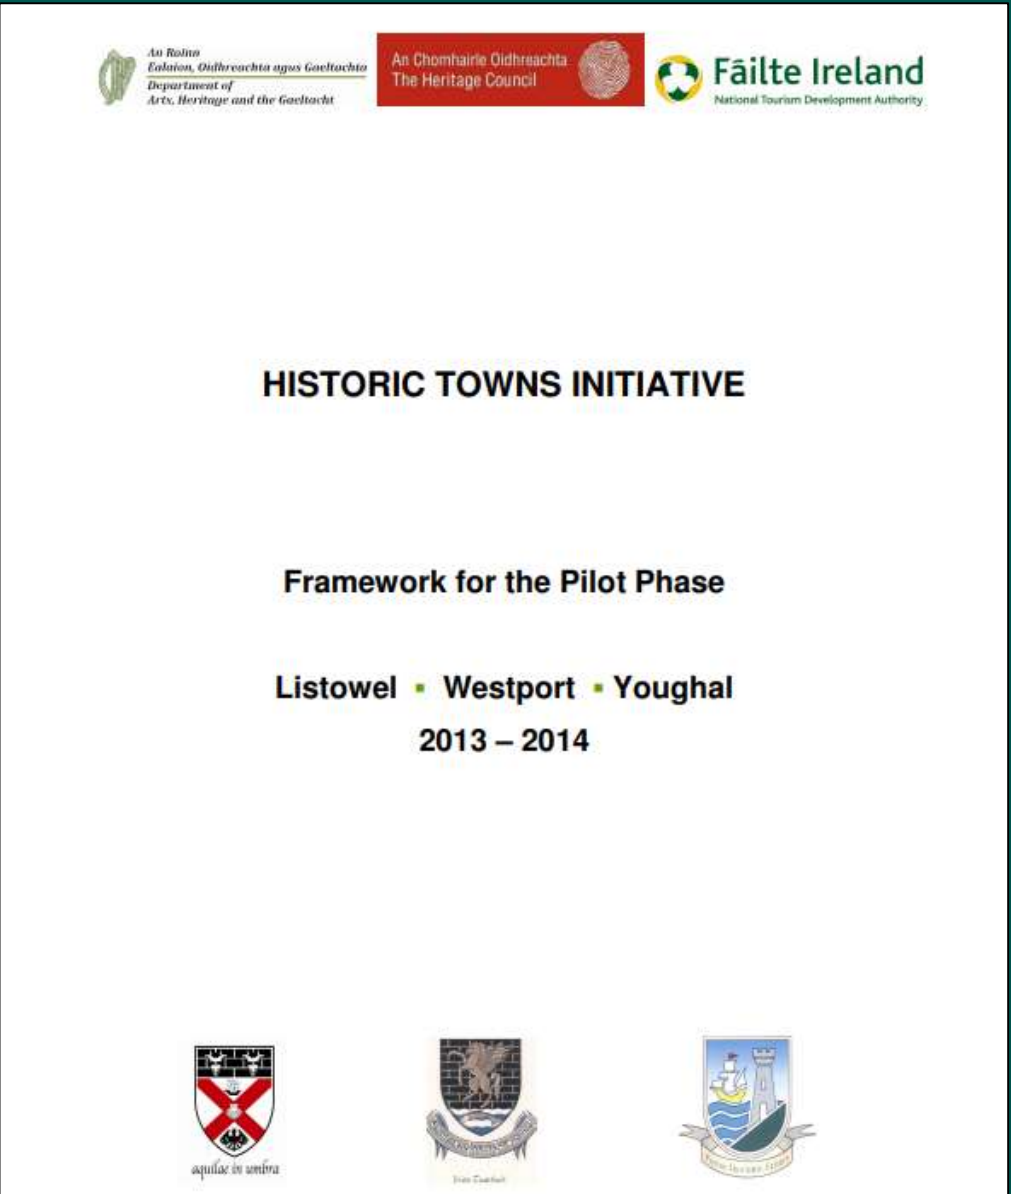 An Roinn
Ealaíon, Oidhreachta agus Gaeltachta
Department of
Arts, Heritage and the Gaeltacht
An Chomhairle Oidhreachta
The Heritage Council
Fáilte Ireland
National Tourism Development Authority
HISTORIC TOWNS INITIATIVE
Framework for the Pilot Phase
Listowel ▪ Westport ▪ Youghal
2013 – 2014
aquilae in umbra